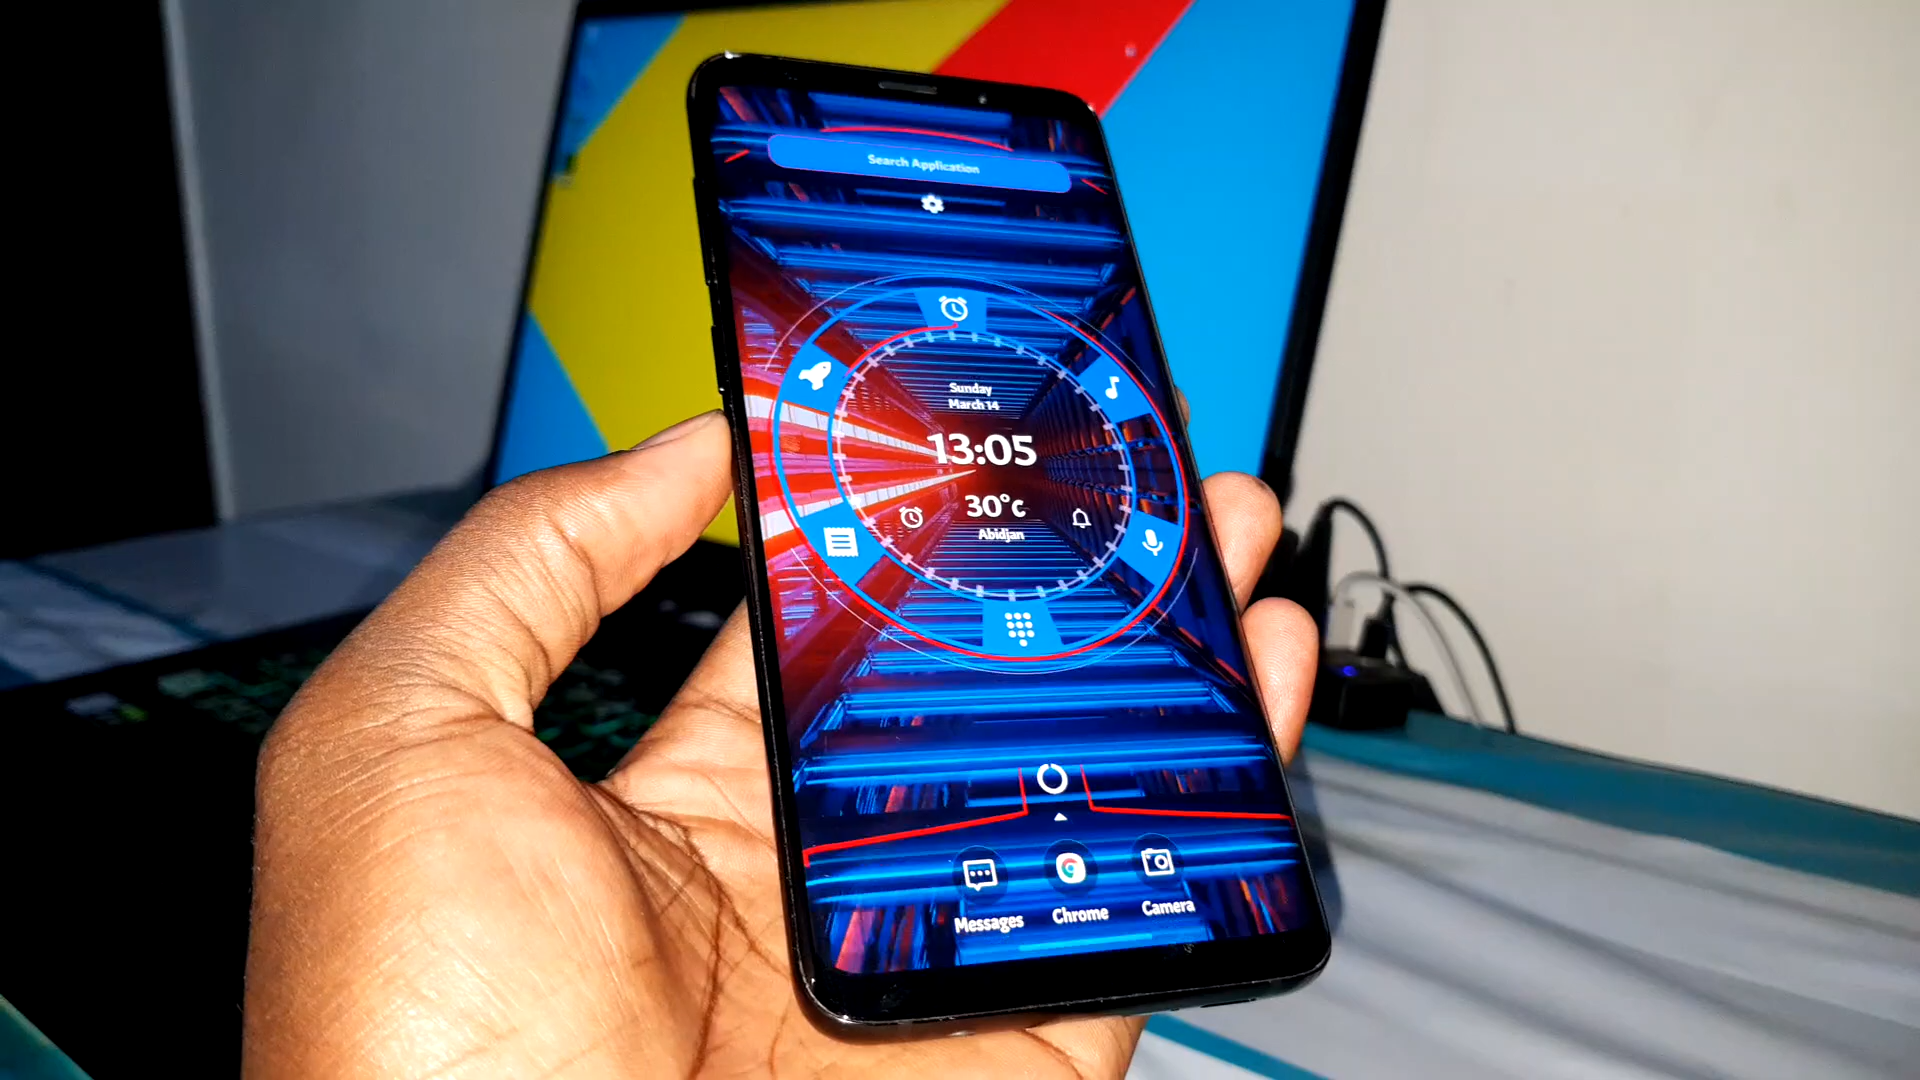 Search Application
Sunday
March 14
13:05
30°c
Abidjan
Messages
Chrome
Camera